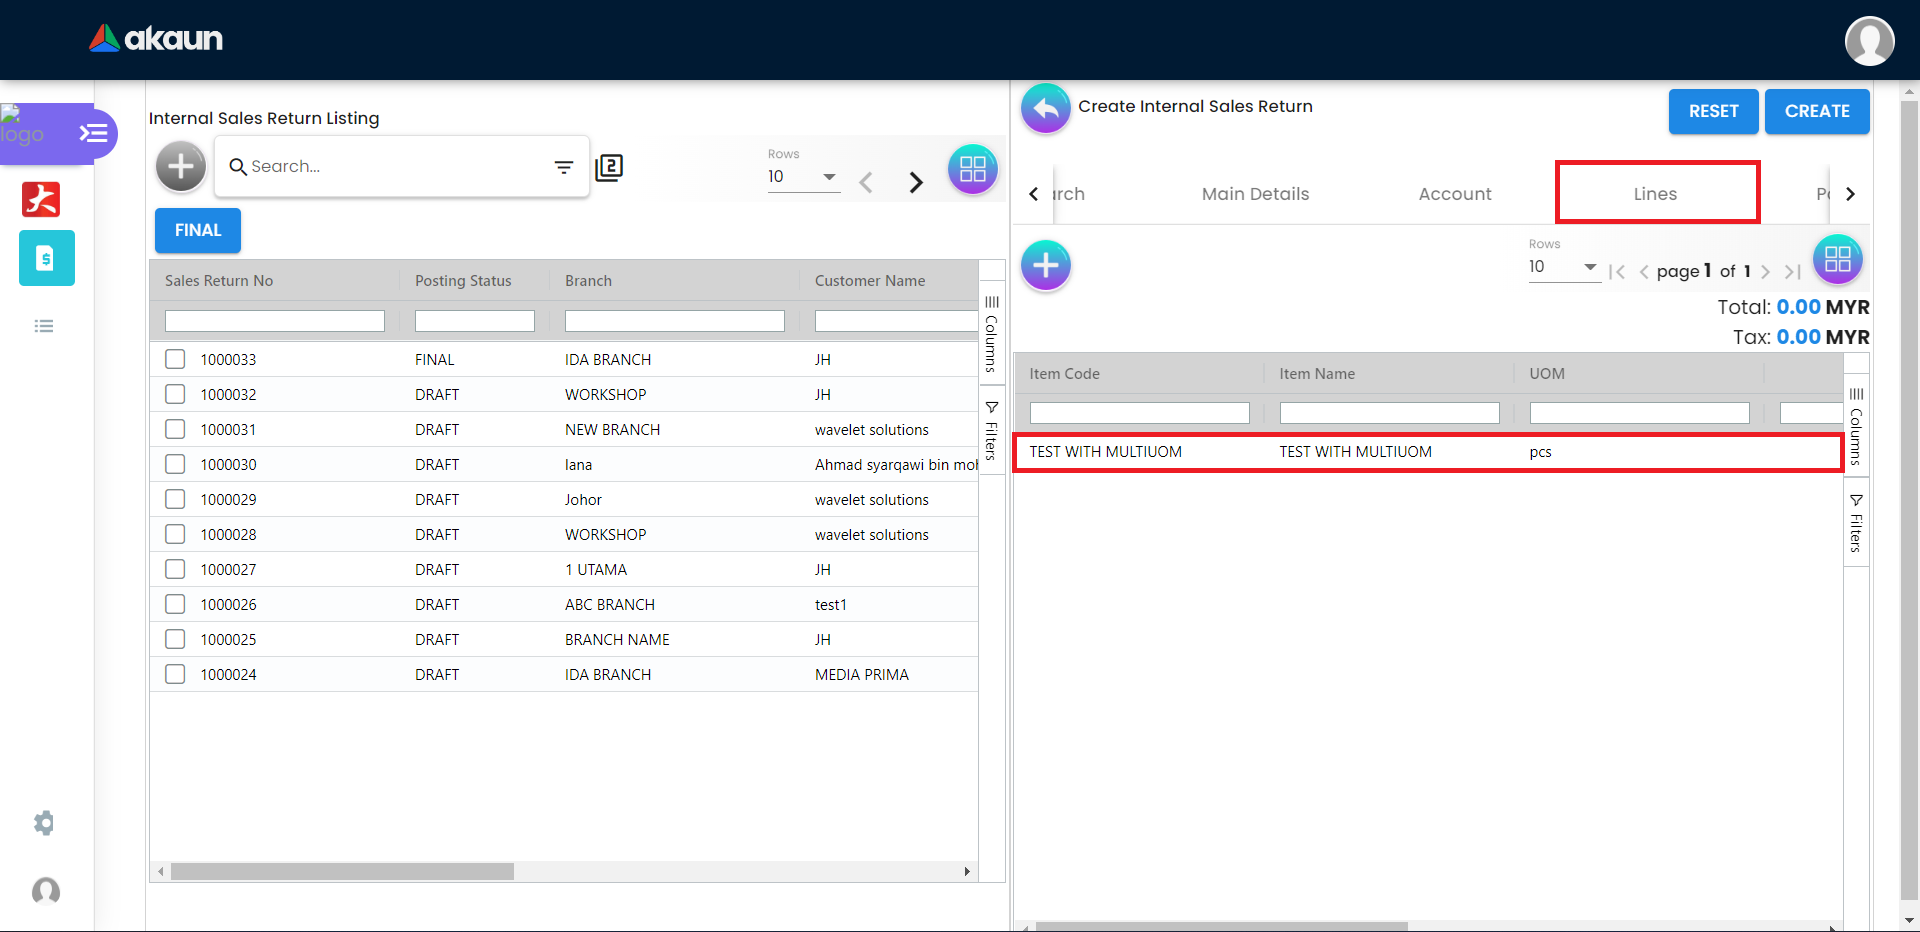 akaun
logo
Internal Sales Return Listing
Search...
2
Rows
10
FINAL
Sales Return No Posting Status Branch Customer Name
1000033 FINAL IDA BRANCH JH
1000032 DRAFT WORKSHOP JH
1000031 DRAFT NEW BRANCH wavelet solutions
1000030 DRAFT lana Ahmad syarqawi bin moh
1000029 DRAFT Johor wavelet solutions
1000028 DRAFT WORKSHOP wavelet solutions
1000027 DRAFT 1 UTAMA JH
1000026 DRAFT ABC BRANCH test1
1000025 DRAFT BRANCH NAME JH
1000024 DRAFT IDA BRANCH MEDIA PRIMA
Columns
Filters
Create Internal Sales Return
RESET
CREATE
arch Main Details Account Lines
Rows
10
page 1 of 1
Total: 0.00 MYR
Tax: 0.00 MYR
Item Code Item Name UOM
TEST WITH MULTIUOM TEST WITH MULTIUOM pcs
Columns
Filters